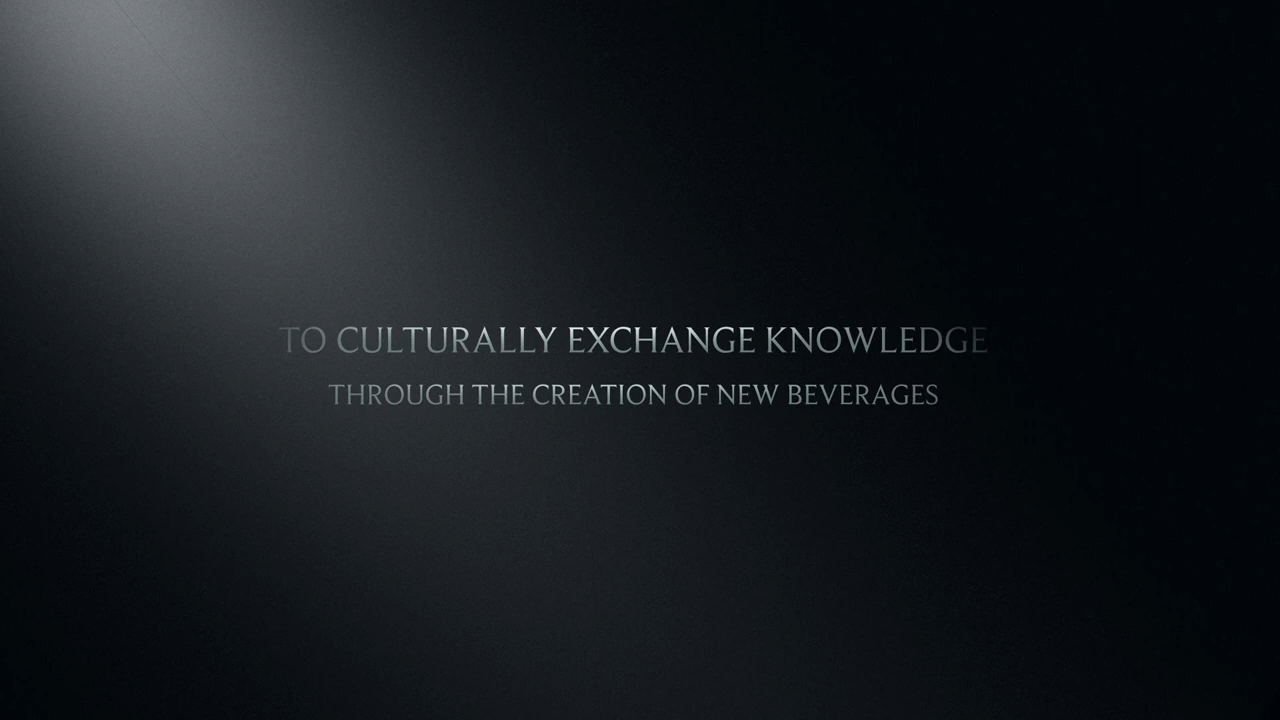 TO CULTURALLY EXCHANGE KNOWLEDGE
THROUGH THE CREATION OF NEW BEVERAGES